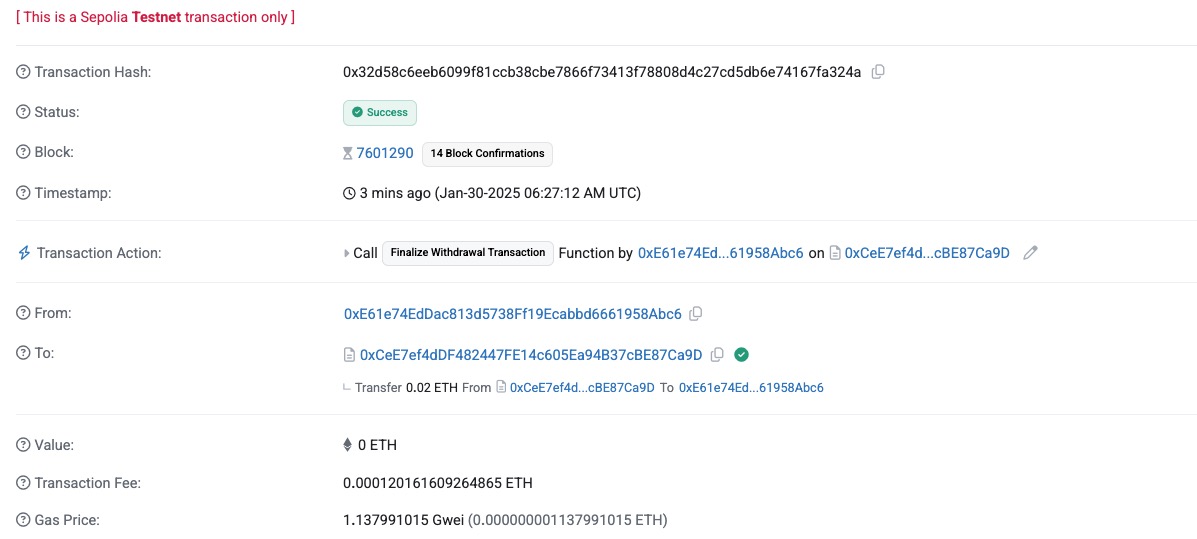 [ This is a Sepolia Testnet transaction only ]
Transaction Hash: 0x32d58c6eeb6099f81ccb38cbe7866f73413f78808d4c27cd5db6e74167fa324a
Status: Success
Block: 7601290 14 Block Confirmations
Timestamp: 3 mins ago (Jan-30-2025 06:27:12 AM UTC)
Transaction Action: Call Finalize Withdrawal Transaction Function by 0xE61e74Ed...61958Abc6 on 0xCeE7ef4d...cBE87Ca9D
From: 0xE61e74EdDac813d5738Ff19Ecabbd6661958Abc6
To: 0xCeE7ef4dDF482447FE14c605Ea94B37cBE87Ca9D
Transfer 0.02 ETH From 0xCeE7ef4d...cBE87Ca9D To 0xE61e74Ed...61958Abc6
Value: 0 ETH
Transaction Fee: 0.000120161609264865 ETH
Gas Price: 1.137991015 Gwei (0.000000001137991015 ETH)